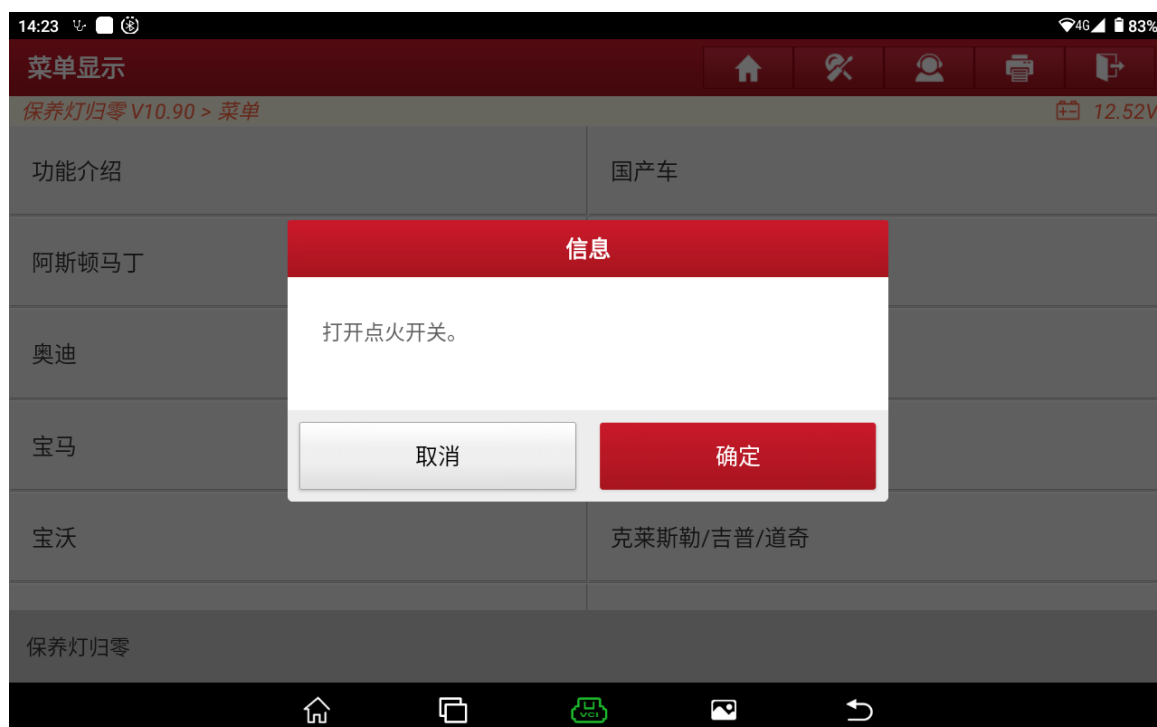 14:23
4G 83%
菜单显示
保养灯归零 V10.90 > 菜单
12.52V
功能介绍
国产车
阿斯顿马丁
信息
打开点火开关。
奥迪
宝马
取消
确定
宝沃
克莱斯勒/吉普/道奇
保养灯归零
VCI